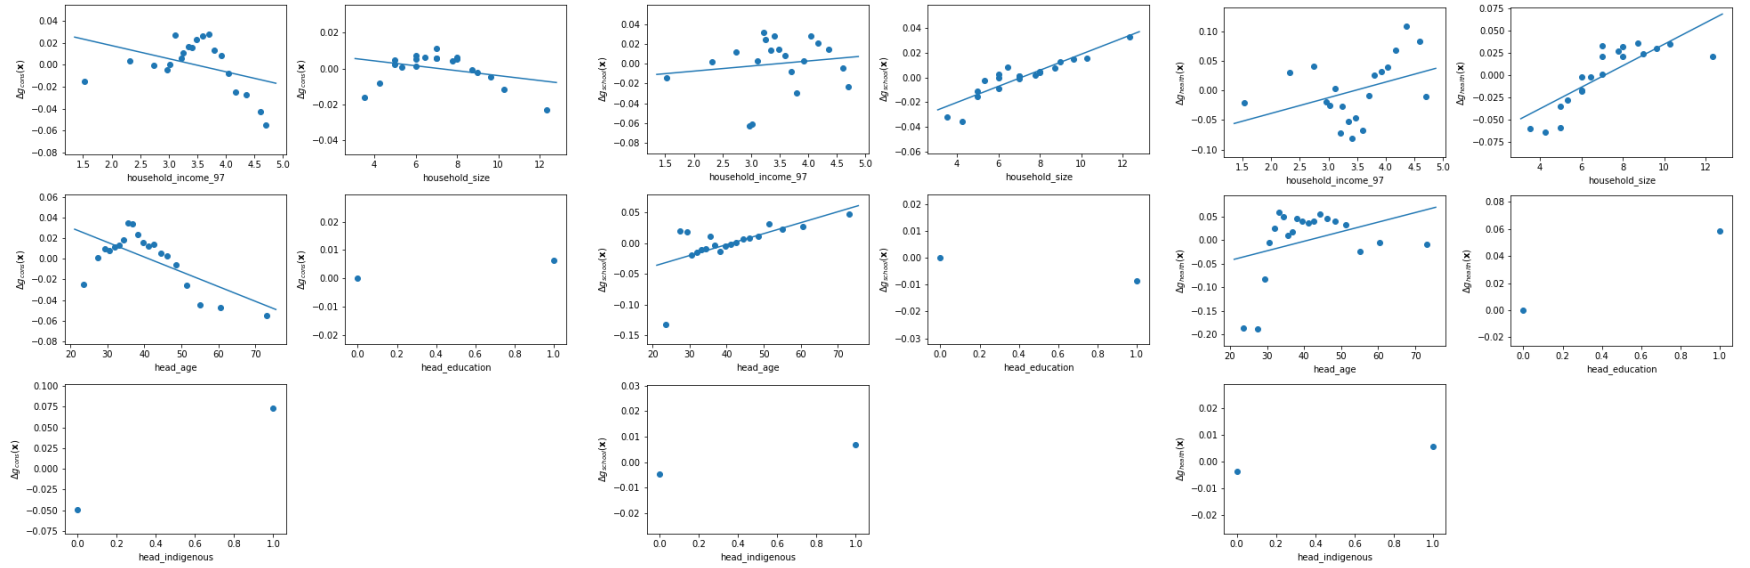 0.04
0.02
0.00
−0.02
−0.04
−0.06
−0.08
Δg_cons(x)
1.5 2.0 2.5 3.0 3.5 4.0 4.5 5.0
household_income_97
0.02
0.00
−0.02
−0.04
Δg_cons(x)
4 6 8 10 12
household_size
0.04
0.02
0.00
−0.02
−0.04
−0.06
−0.08
Δg_school(x)
1.5 2.0 2.5 3.0 3.5 4.0 4.5 5.0
household_income_97
0.04
0.02
0.00
−0.02
−0.04
−0.06
Δg_school(x)
4 6 8 10 12
household_size
0.10
0.05
0.00
−0.05
−0.10
Δg_health(x)
1.5 2.0 2.5 3.0 3.5 4.0 4.5 5.0
household_income_97
0.075
0.050
0.025
0.000
−0.025
−0.050
−0.075
Δg_health(x)
4 6 8 10 12
household_size
0.06
0.04
0.02
0.00
−0.02
−0.04
−0.06
−0.08
Δg_cons(x)
20 30 40 50 60 70
head_age
0.03
0.02
0.01
0.00
−0.01
−0.02
Δg_cons(x)
0.0 0.2 0.4 0.6 0.8 1.0
head_education
0.05
0.00
−0.05
−0.10
−0.15
Δg_school(x)
20 30 40 50 60 70
head_age
0.02
0.01
0.00
−0.01
−0.02
−0.03
Δg_school(x)
0.0 0.2 0.4 0.6 0.8 1.0
head_education
0.05
0.00
−0.05
−0.10
−0.15
−0.20
Δg_health(x)
20 30 40 50 60 70
head_age
0.08
0.06
0.04
0.02
0.00
−0.02
Δg_health(x)
0.0 0.2 0.4 0.6 0.8 1.0
head_education
0.100
0.075
0.050
0.025
0.000
−0.025
−0.050
−0.075
Δg_cons(x)
0.0 0.2 0.4 0.6 0.8 1.0
head_indigenous
0.03
0.02
0.01
0.00
−0.01
−0.02
Δg_school(x)
0.0 0.2 0.4 0.6 0.8 1.0
head_indigenous
0.02
0.01
0.00
−0.01
−0.02
Δg_health(x)
0.0 0.2 0.4 0.6 0.8 1.0
head_indigenous